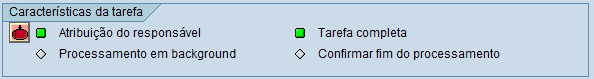 Características da tarefa
Atribuição do responsável Tarefa completa
Processamento em background Confirmar fim do processamento